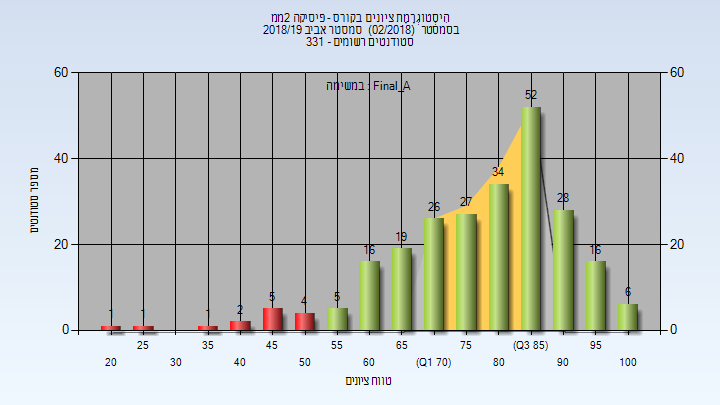 היסטוגרמת ציונים בקורס - פיסיקה 2ממ
בסמסטר (02/2018) סמסטר אביב 2018/19
סטודנטים רשומים - 331
במשימה : Final_A
60 60
40 40
20 20
0 0
מספר סטודנטים
1 1 1 2 5 4 5 16 19 26 27 34 52 28 16 6
25 35 45 55 65 75 (Q3 85) 95
20 30 40 50 60 (Q1 70) 80 90 100
טווח ציונים